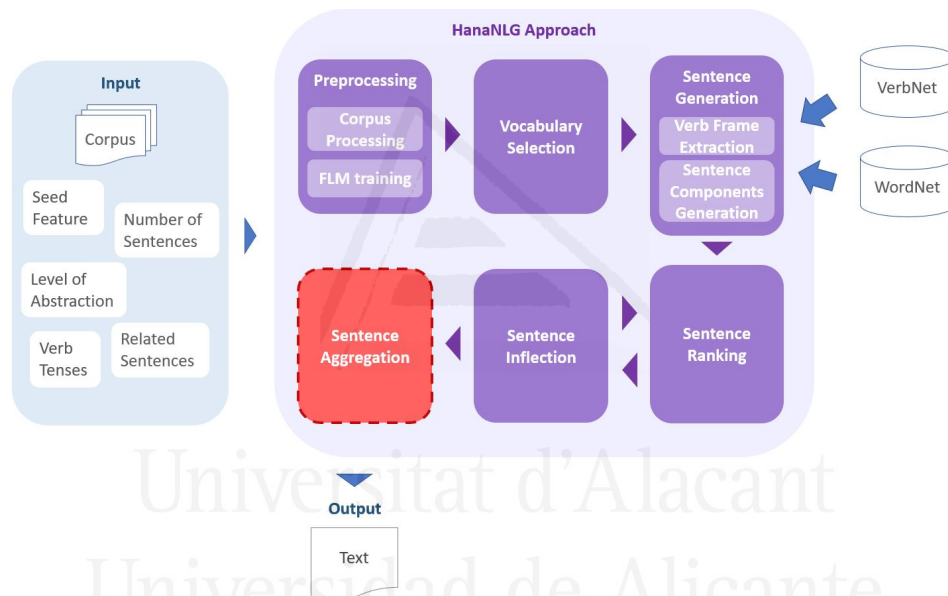 HanaNLG Approach
Input
Corpus
Seed
Feature
Number of
Sentences
Level of
Abstraction
Verb
Tenses
Related
Sentences
Preprocessing
Corpus
Processing
FLM training
Vocabulary
Selection
Sentence
Generation
Verb Frame
Extraction
Sentence
Components
Generation
VerbNet
WordNet
Sentence
Aggregation
Sentence
Inflection
Sentence
Ranking
Universitat d'Alacant
Output
Text
Universidad de Alicante